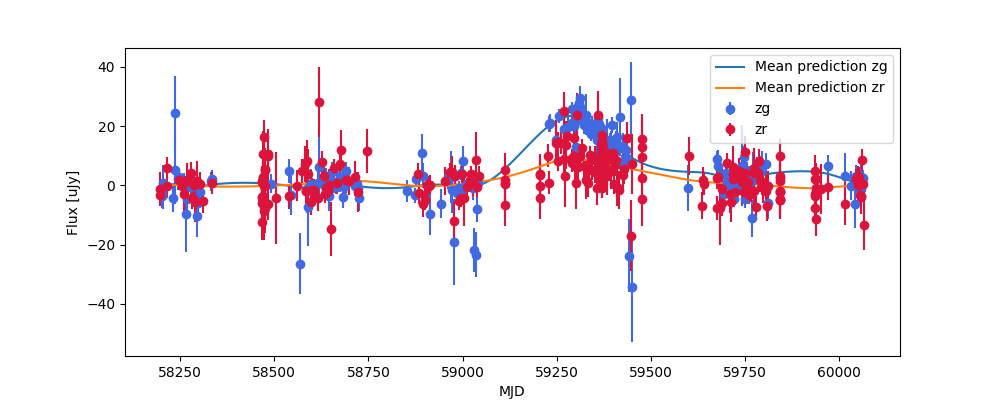 Mean prediction zg
Mean prediction zr
zg
zr
40
20
0
−20
−40
Flux [uJy]
58250
58500
58750
59000
59250
59500
59750
60000
MJD